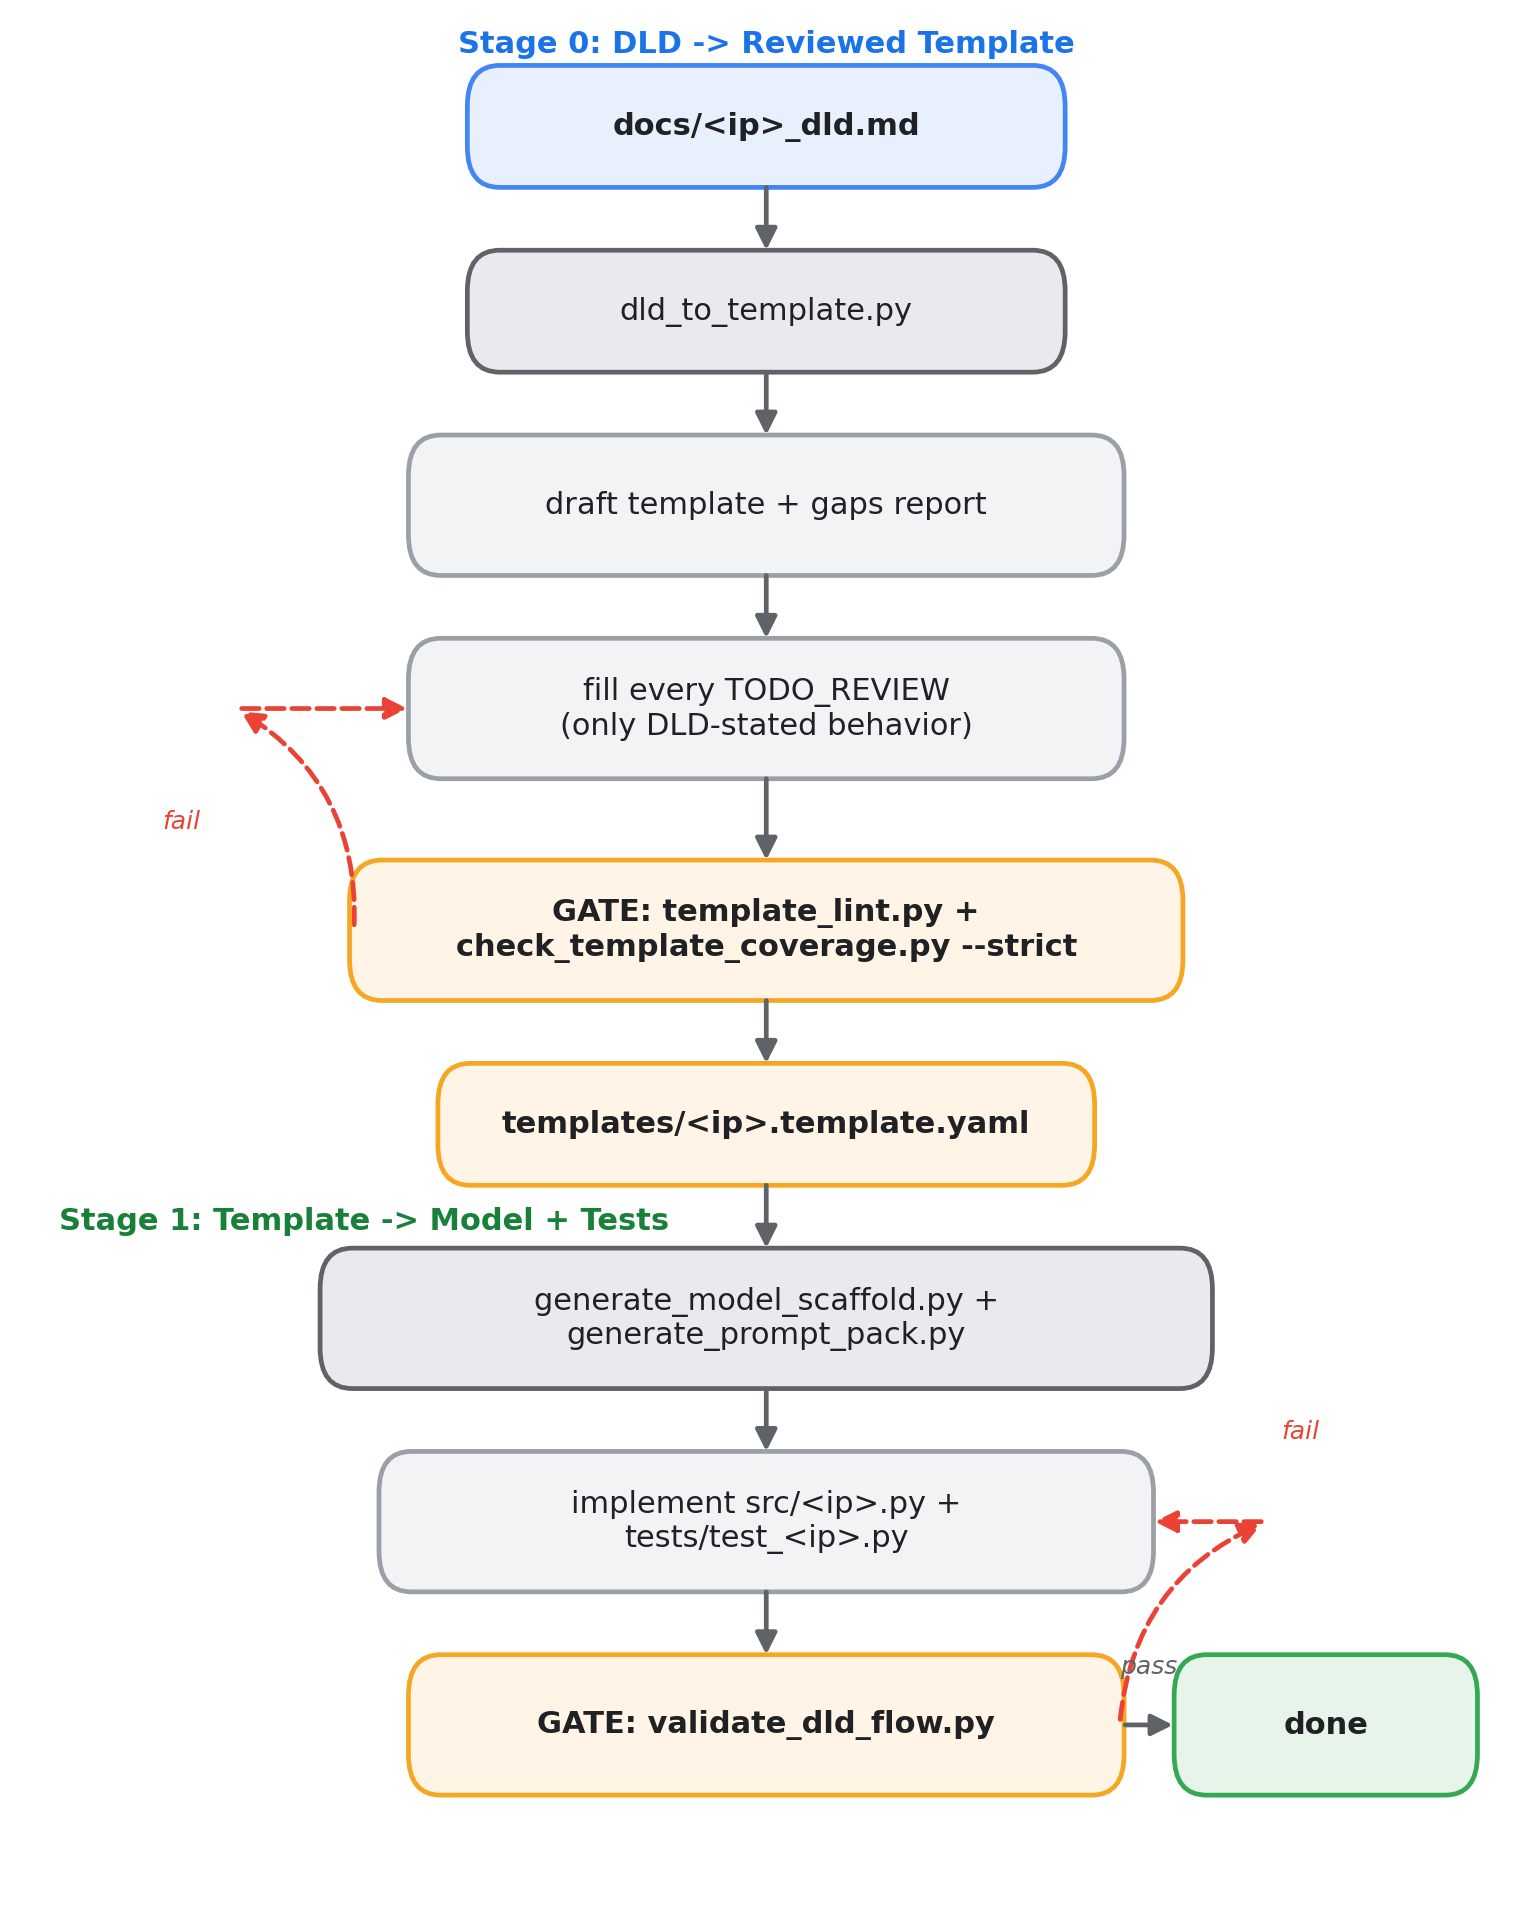 Stage 0: DLD -> Reviewed Template
docs/<ip>_dld.md
dld_to_template.py
draft template + gaps report
fill every TODO_REVIEW
(only DLD-stated behavior)
fail
GATE: template_lint.py +
check_template_coverage.py --strict
templates/<ip>.template.yaml
Stage 1: Template -> Model + Tests
generate_model_scaffold.py +
generate_prompt_pack.py
fail
implement src/<ip>.py +
tests/test_<ip>.py
pass
GATE: validate_dld_flow.py
done